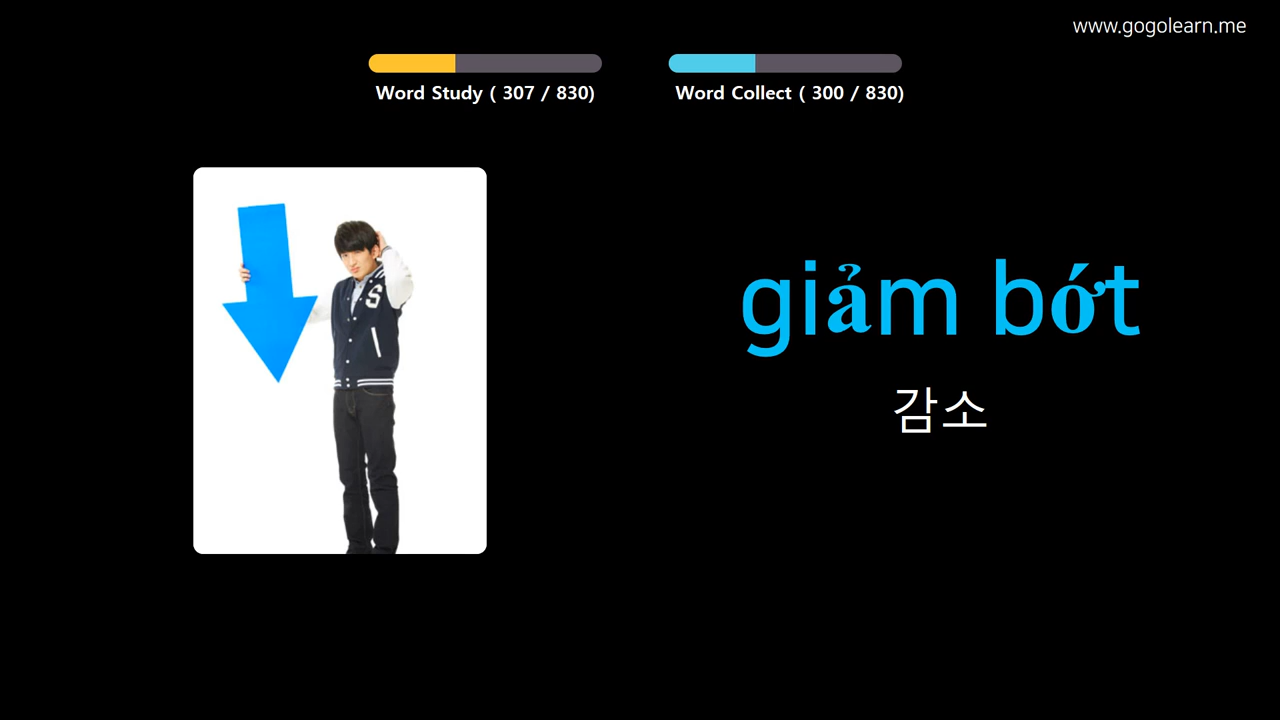 www.gogolearn.me
Word Study ( 307 / 830)
Word Collect ( 300 / 830)
S
giảm bớt
감소